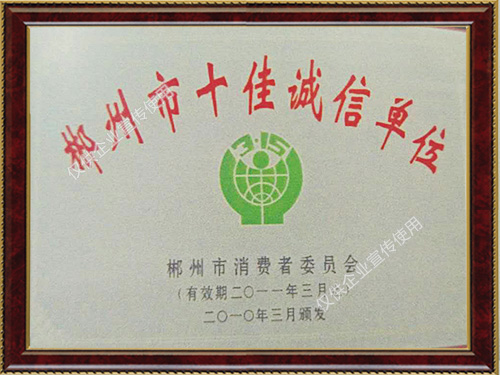 郴州市十佳诚信单位
3·15
郴州市消费者委员会
(有效期二〇一一年三月)
二〇一〇年三月颁发
仅供企业宣传使用
仅供企业宣传使用